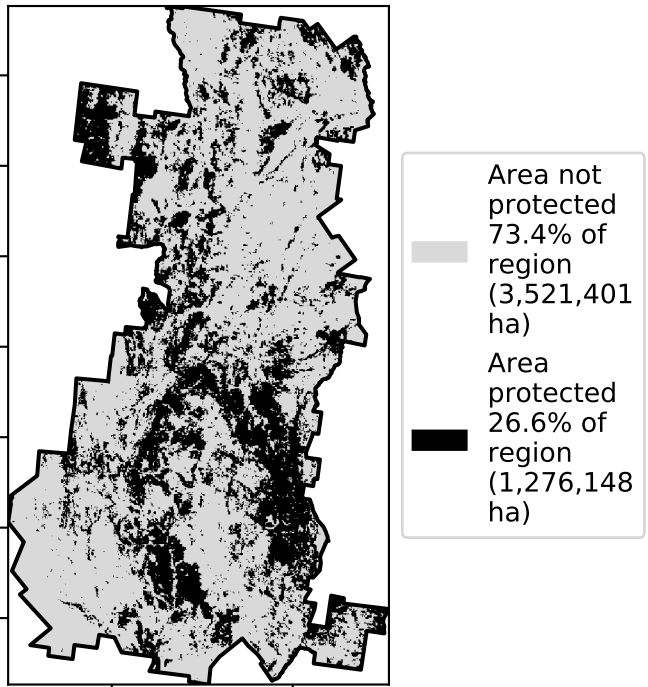 Area not
protected
73.4% of
region
(3,521,401
ha)
Area
protected
26.6% of
region
(1,276,148
ha)